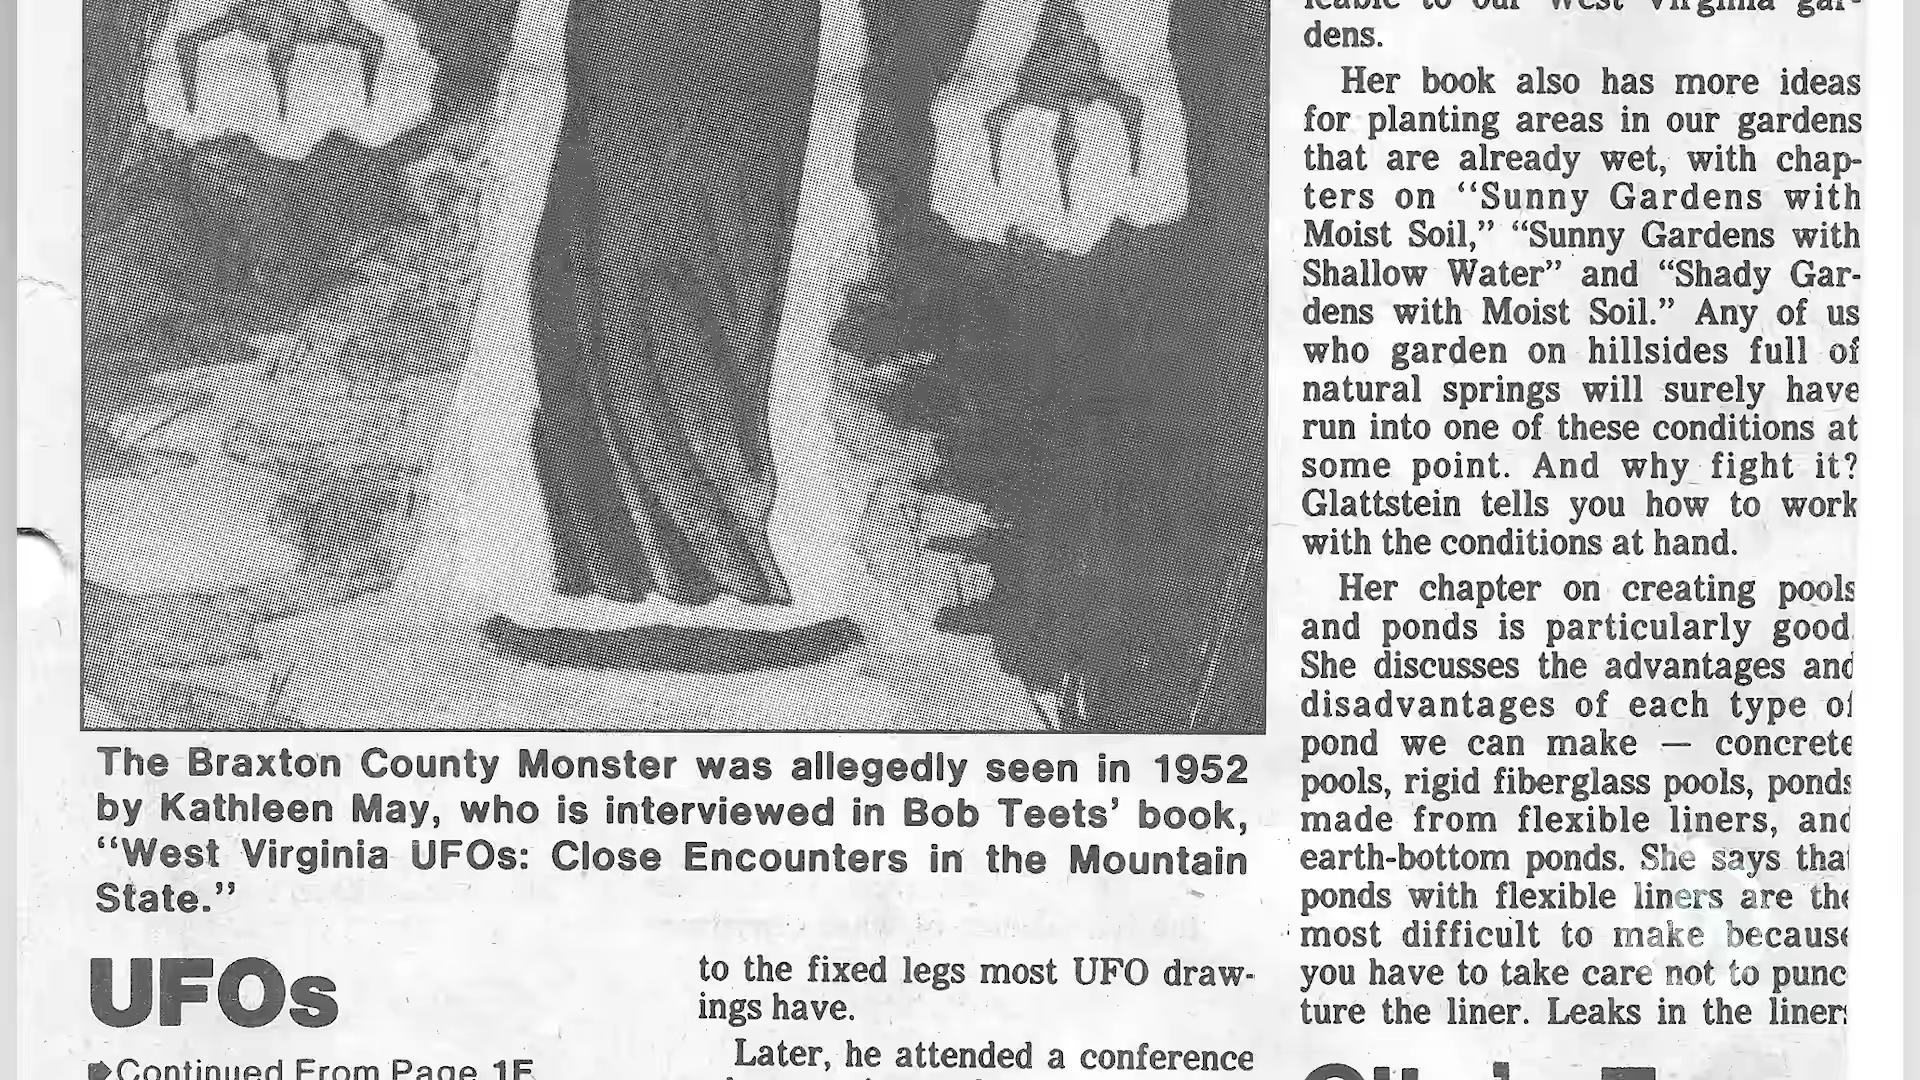 The Braxton County Monster was allegedly seen in 1952
by Kathleen May, who is interviewed in Bob Teets’ book,
“West Virginia UFOs: Close Encounters in the Mountain
State.”
UFOs
Continued From Page 1F
to the fixed legs most UFO draw-
ings have.
Later, he attended a conference
icable to our West Virginia gar-
dens.
Her book also has more ideas
for planting areas in our gardens
that are already wet, with chap-
ters on “Sunny Gardens with
Moist Soil,” “Sunny Gardens with
Shallow Water” and “Shady Gar-
dens with Moist Soil.” Any of us
who garden on hillsides full of
natural springs will surely have
run into one of these conditions at
some point. And why fight it?
Glattstein tells you how to work
with the conditions at hand.
Her chapter on creating pools
and ponds is particularly good.
She discusses the advantages and
disadvantages of each type of
pond we can make — concrete
pools, rigid fiberglass pools, ponds
made from flexible liners, and
earth-bottom ponds. She says that
ponds with flexible liners are the
most difficult to make because
you have to take care not to punc
ture the liner. Leaks in the liner